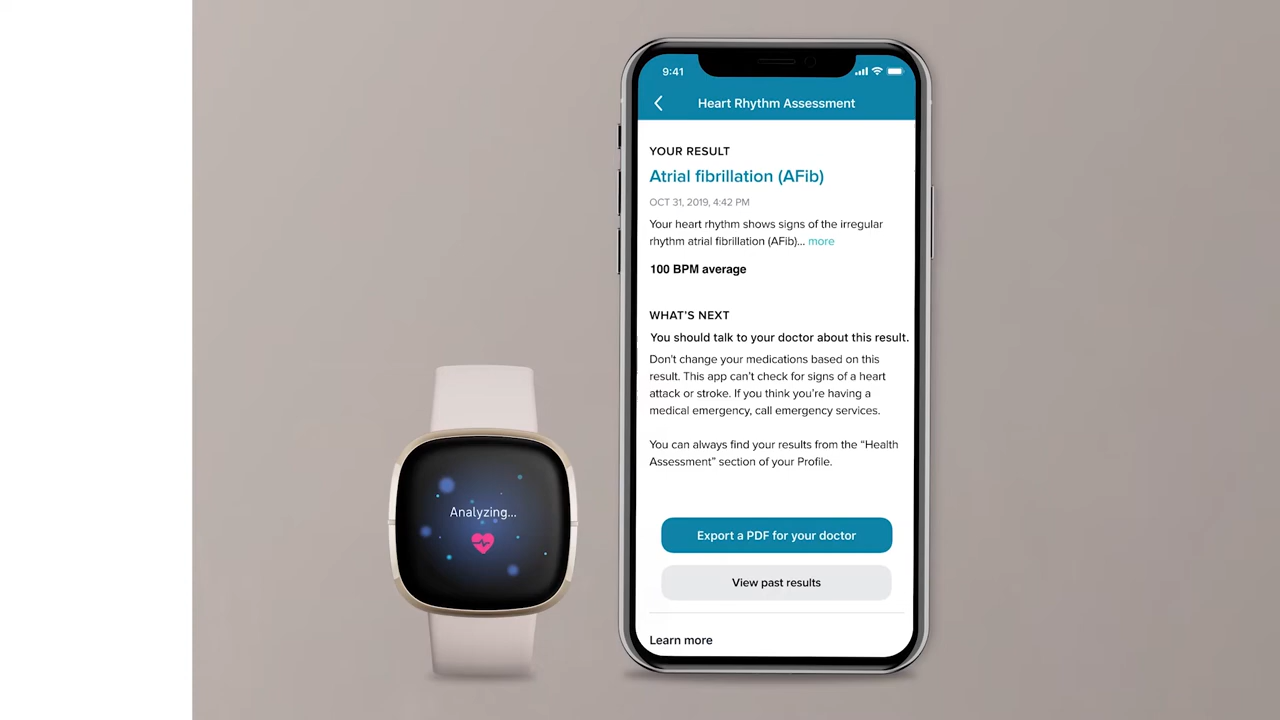 9:41
Heart Rhythm Assessment
YOUR RESULT
Atrial fibrillation (AFib)
OCT 31, 2019, 4:42 PM
Your heart rhythm shows signs of the irregular
rhythm atrial fibrillation (AFib)... more
100 BPM average
WHAT'S NEXT
You should talk to your doctor about this result.
Don't change your medications based on this
result. This app can't check for signs of a heart
attack or stroke. If you think you're having a
medical emergency, call emergency services.
You can always find your results from the “Health
Assessment” section of your Profile.
Export a PDF for your doctor
View past results
Learn more
Analyzing...